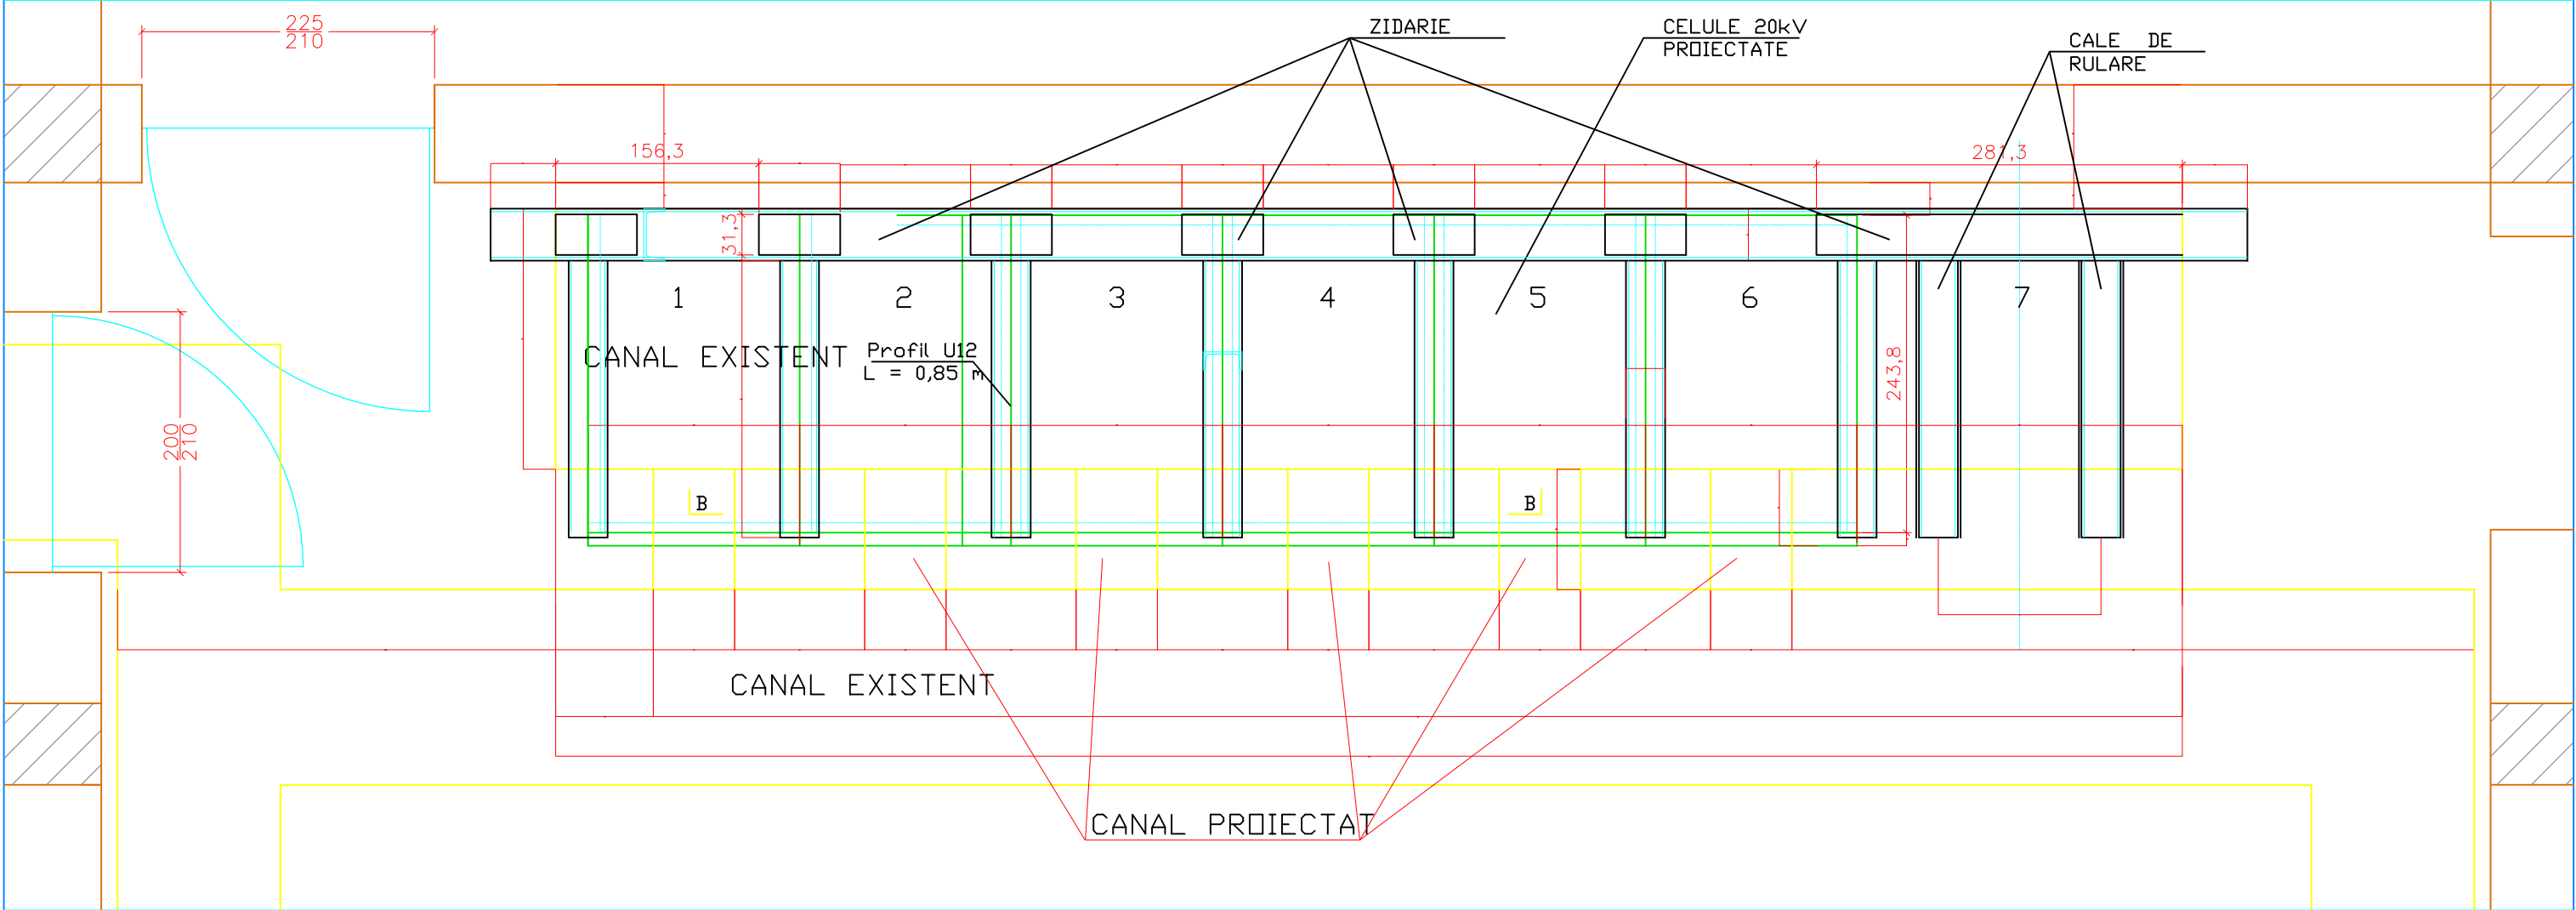 225
210
ZIDARIE
CELULE 20kV
PROIECTATE
CALE DE
RULARE
156,3
281,3
31,3
1
2
3
4
5
6
7
CANAL EXISTENT
Profil U12
L = 0,85 m
243,8
200
210
B
B
CANAL EXISTENT
CANAL PROIECTAT